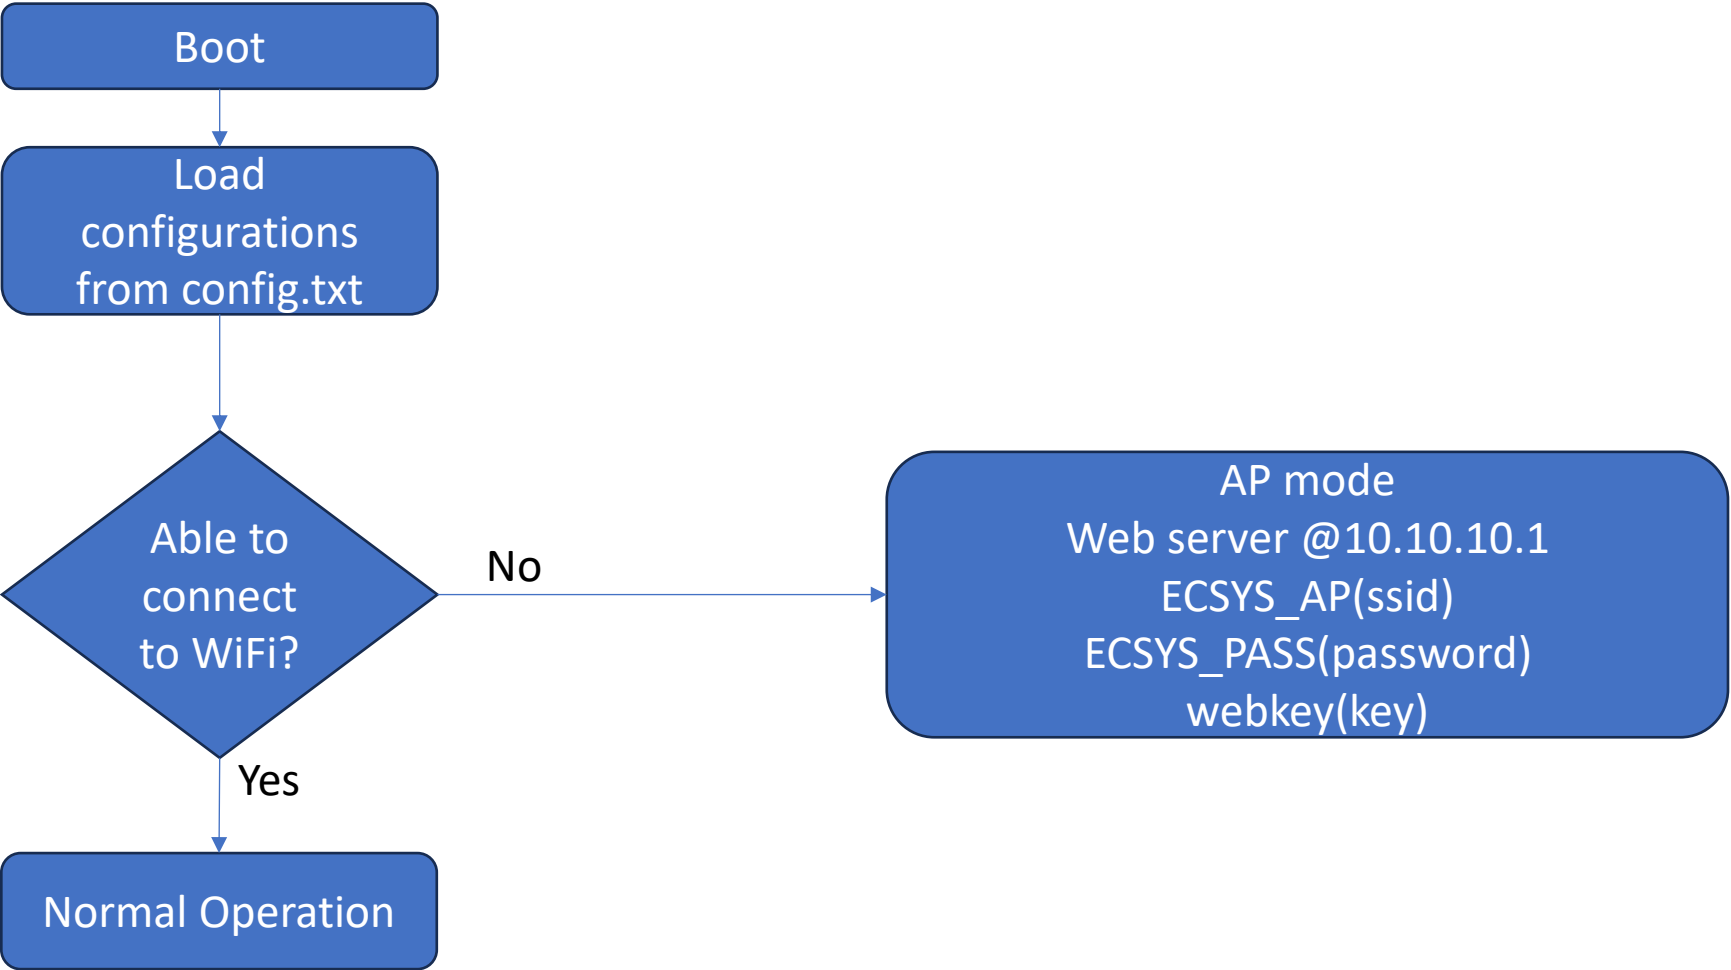 Boot
Load
configurations
from config.txt
Able to
connect
to WiFi?
No
AP mode
Web server @10.10.10.1
ECSYS_AP(ssid)
ECSYS_PASS(password)
webkey(key)
Yes
Normal Operation